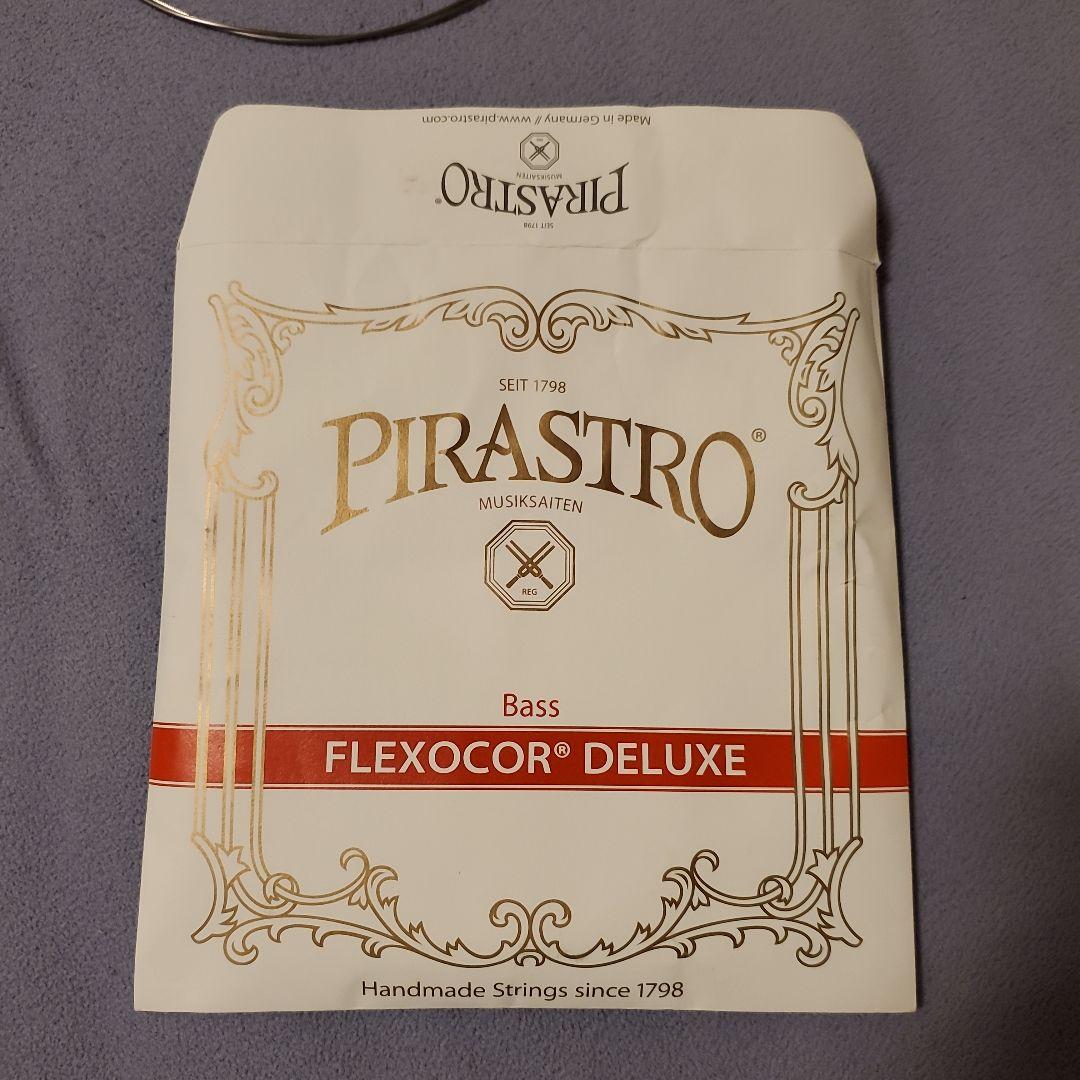 Made in Germany // www.pirastro.com
REG
MUSIKSAITEN
PIRASTRO®
SEIT 1798
SEIT 1798
PIRASTRO®
MUSIKSAITEN
REG
Bass
FLEXOCOR® DELUXE
Handmade Strings since 1798